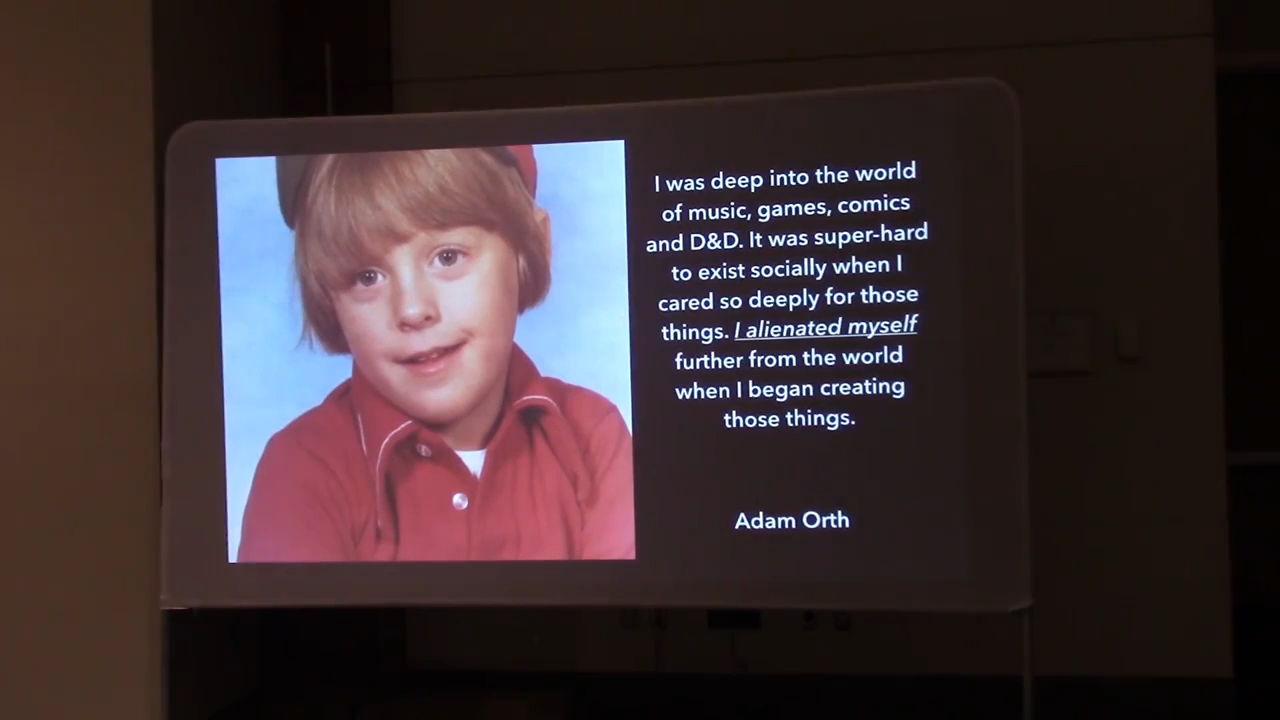 I was deep into the world
of music, games, comics
and D&D. It was super-hard
to exist socially when I
cared so deeply for those
things. I alienated myself
further from the world
when I began creating
those things.
Adam Orth